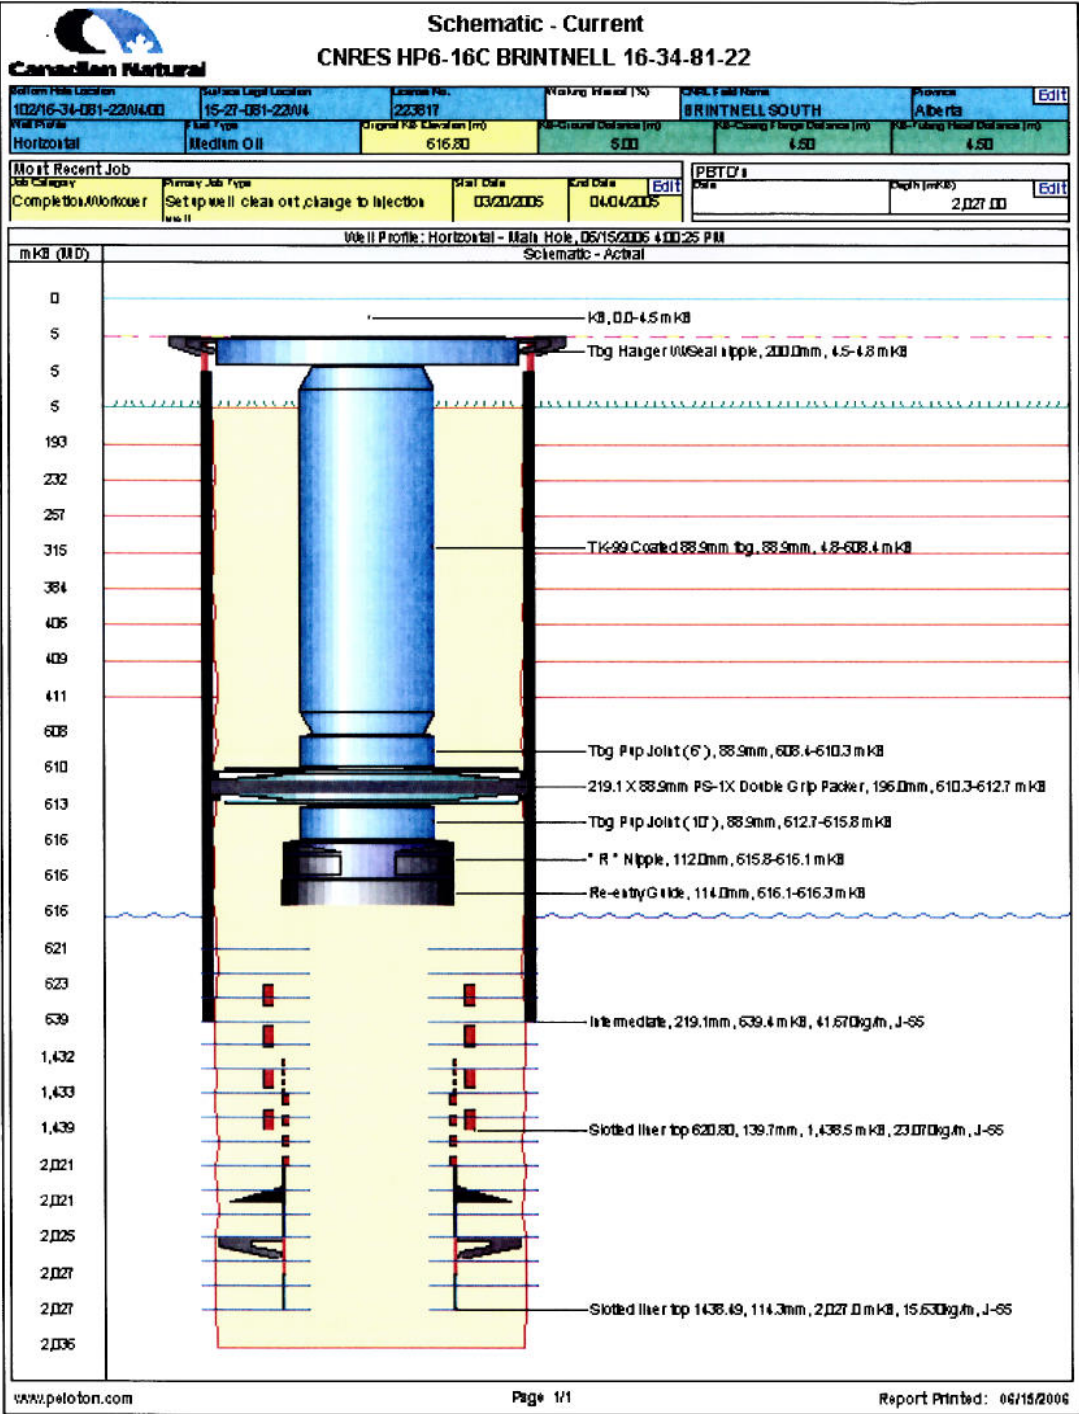 Schematic - Current
CNRES HP6-16C BRINTNELL 16-34-81-22
Canadian Natural
Bottom Hole Location Surface Legal Location License No. Working Interest (%) CNRL Field Name Province Edit
102/16-34-081-22W4/00 15-27-081-22W4 223817 BRINTNELL SOUTH Alberta
Well Profile Fluid Type Original KB Elevation (m) KB-Ground Distance (m) KB-Casing Flange Distance (m) KB-Tubing Head Distance (m)
Horizontal Medium Oil 616.80 5.00 4.50 4.50
Most Recent Job
Job Category Primary Job Type Start Date End Date Edit
Completion/Workover Set up well clean out, change to Injection well 03/20/2005 04/04/2005
PBTD's
Date Depth (mKB) Edit
2,027.00
Well Profile: Horizontal - Main Hole, 06/15/2006 4:00:25 PM
mKB (MD) Schematic - Actual
0
KB, 0.0-4.5 mKB
5
Tbg Hanger W/Seal nipple, 200.0mm, 4.5-4.8 mKB
5
5
193
232
257
315
TK-99 Coated 88.9mm tbg, 88.9mm, 4.8-608.4 mKB
384
405
409
411
608
Tbg Pup Joint (6'), 88.9mm, 608.4-610.3 mKB
610
219.1 X 88.9mm PS-1X Double Grip Packer, 196.0mm, 610.3-612.7 mKB
613
Tbg Pup Joint (10'), 88.9mm, 612.7-615.8 mKB
616
" R " Nipple, 112.0mm, 615.8-616.1 mKB
616
Re-entry Guide, 114.0mm, 616.1-616.3 mKB
616
621
623
639
Intermediate, 219.1mm, 639.4 mKB, 41.670kg/m, J-55
1,432
1,433
1,439
Slotted liner top 620.80, 139.7mm, 1,438.5 mKB, 23.070kg/m, J-55
2,021
2,021
2,025
2,027
2,027
Slotted liner top 1438.49, 114.3mm, 2,027.0 mKB, 15.630kg/m, J-55
2,036
www.peloton.com Page 1/1 Report Printed: 06/15/2006